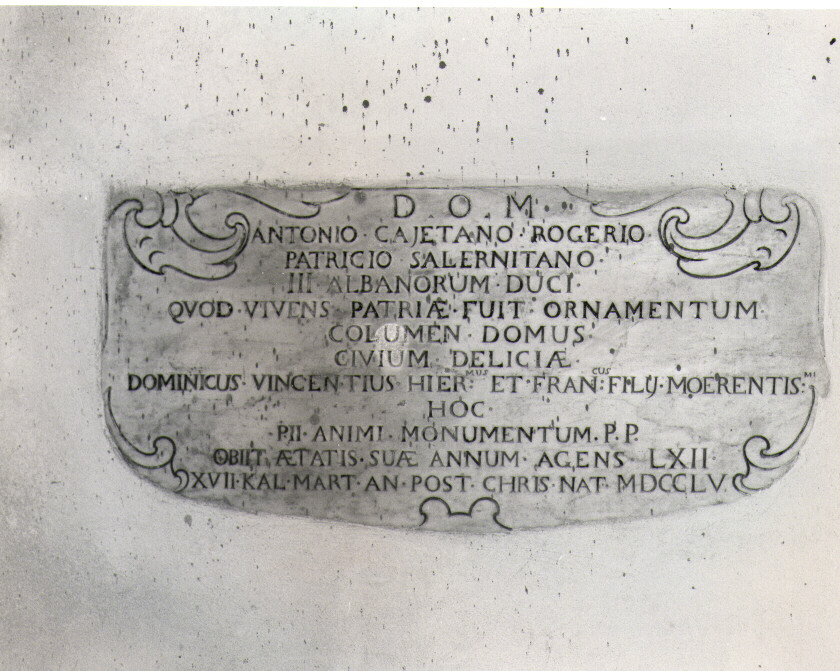 D. O. M.
ANTONIO · CAJETANO · ROGERIO
PATRICIO SALERNITANO ·
III ALBANORUM · DUCI ·
QVOD · VIVENS PATRIÆ · FUIT · ORNAMENTUM ·
COLUMEN · DOMUS ·
CIVIUM · DELICIÆ ·
DOMINICUS · VINCENTIUS · HIER:MUS ET · FRAN:CUS FILIJ · MOERENTIS:MI
HOC ·
PII · ANIMI · MONUMENTUM . P. P.
OBIIT · ÆTATIS · SUÆ ANNUM · AGENS LXII ·
XVII · KAL · MART · AN · POST · CHRIS · NAT · MDCCLV